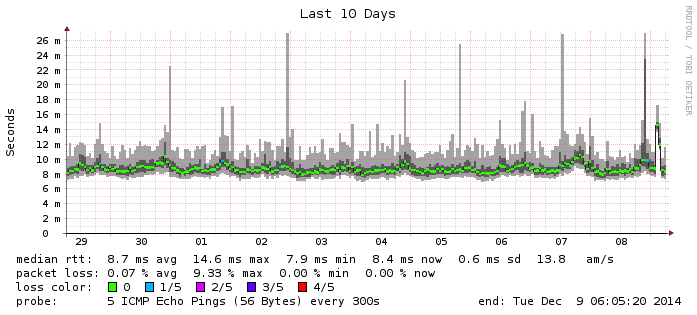 Last 10 Days
RRDTOOL / TOBI OETIKER
Seconds
26 m
24 m
22 m
20 m
18 m
16 m
14 m
12 m
10 m
8 m
6 m
4 m
2 m
0
29 30 01 02 03 04 05 06 07 08
median rtt: 8.7 ms avg 14.6 ms max 7.9 ms min 8.4 ms now 0.6 ms sd 13.8 am/s
packet loss: 0.07 % avg 9.33 % max 0.00 % min 0.00 % now
loss color: 0 1/5 2/5 3/5 4/5
probe: 5 ICMP Echo Pings (56 Bytes) every 300s end: Tue Dec 9 06:05:20 2014